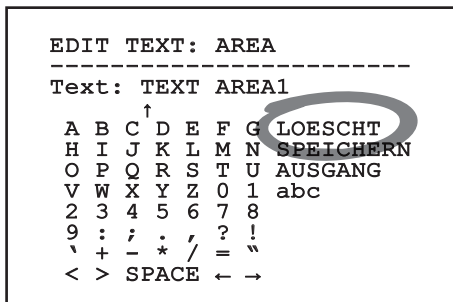 EDIT TEXT: AREA
-------------------------
Text: TEXT AREA1
↑
A B C D E F G LOESCHT
H I J K L M N SPEICHERN
O P Q R S T U AUSGANG
V W X Y Z 0 1 abc
2 3 4 5 6 7 8
9 : ; . , ? !
‛ + - * / = ‟
< > SPACE ← →